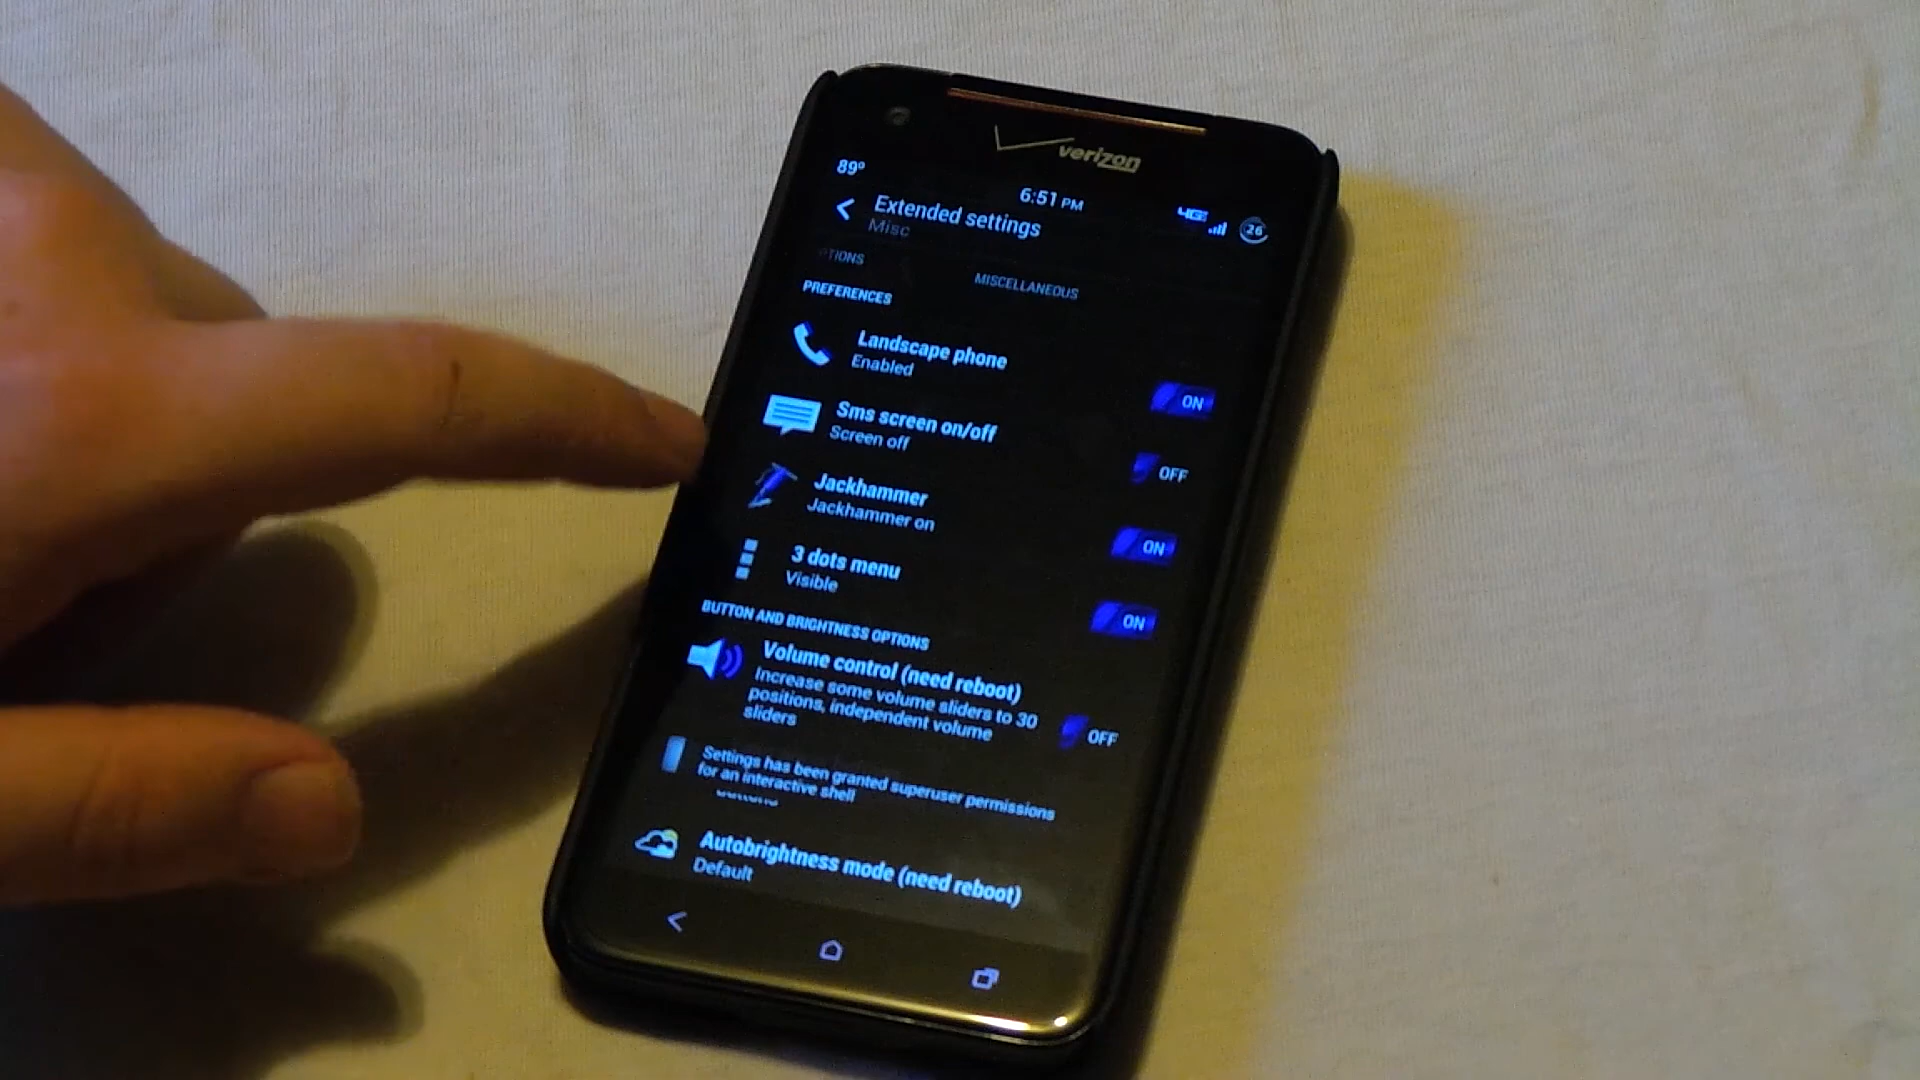 verizon
89°
6:51 PM
4G
26
Extended settings
Misc
MISCELLANEOUS
PREFERENCES
Landscape phone
Enabled
ON
Sms screen on/off
Screen off
OFF
Jackhammer
Jackhammer on
ON
3 dots menu
Visible
ON
BUTTON AND BRIGHTNESS OPTIONS
Volume control (need reboot)
Increase some volume sliders to 30
positions, independent volume
sliders
OFF
Settings has been granted superuser permissions
for an interactive shell
Autobrightness mode (need reboot)
Default